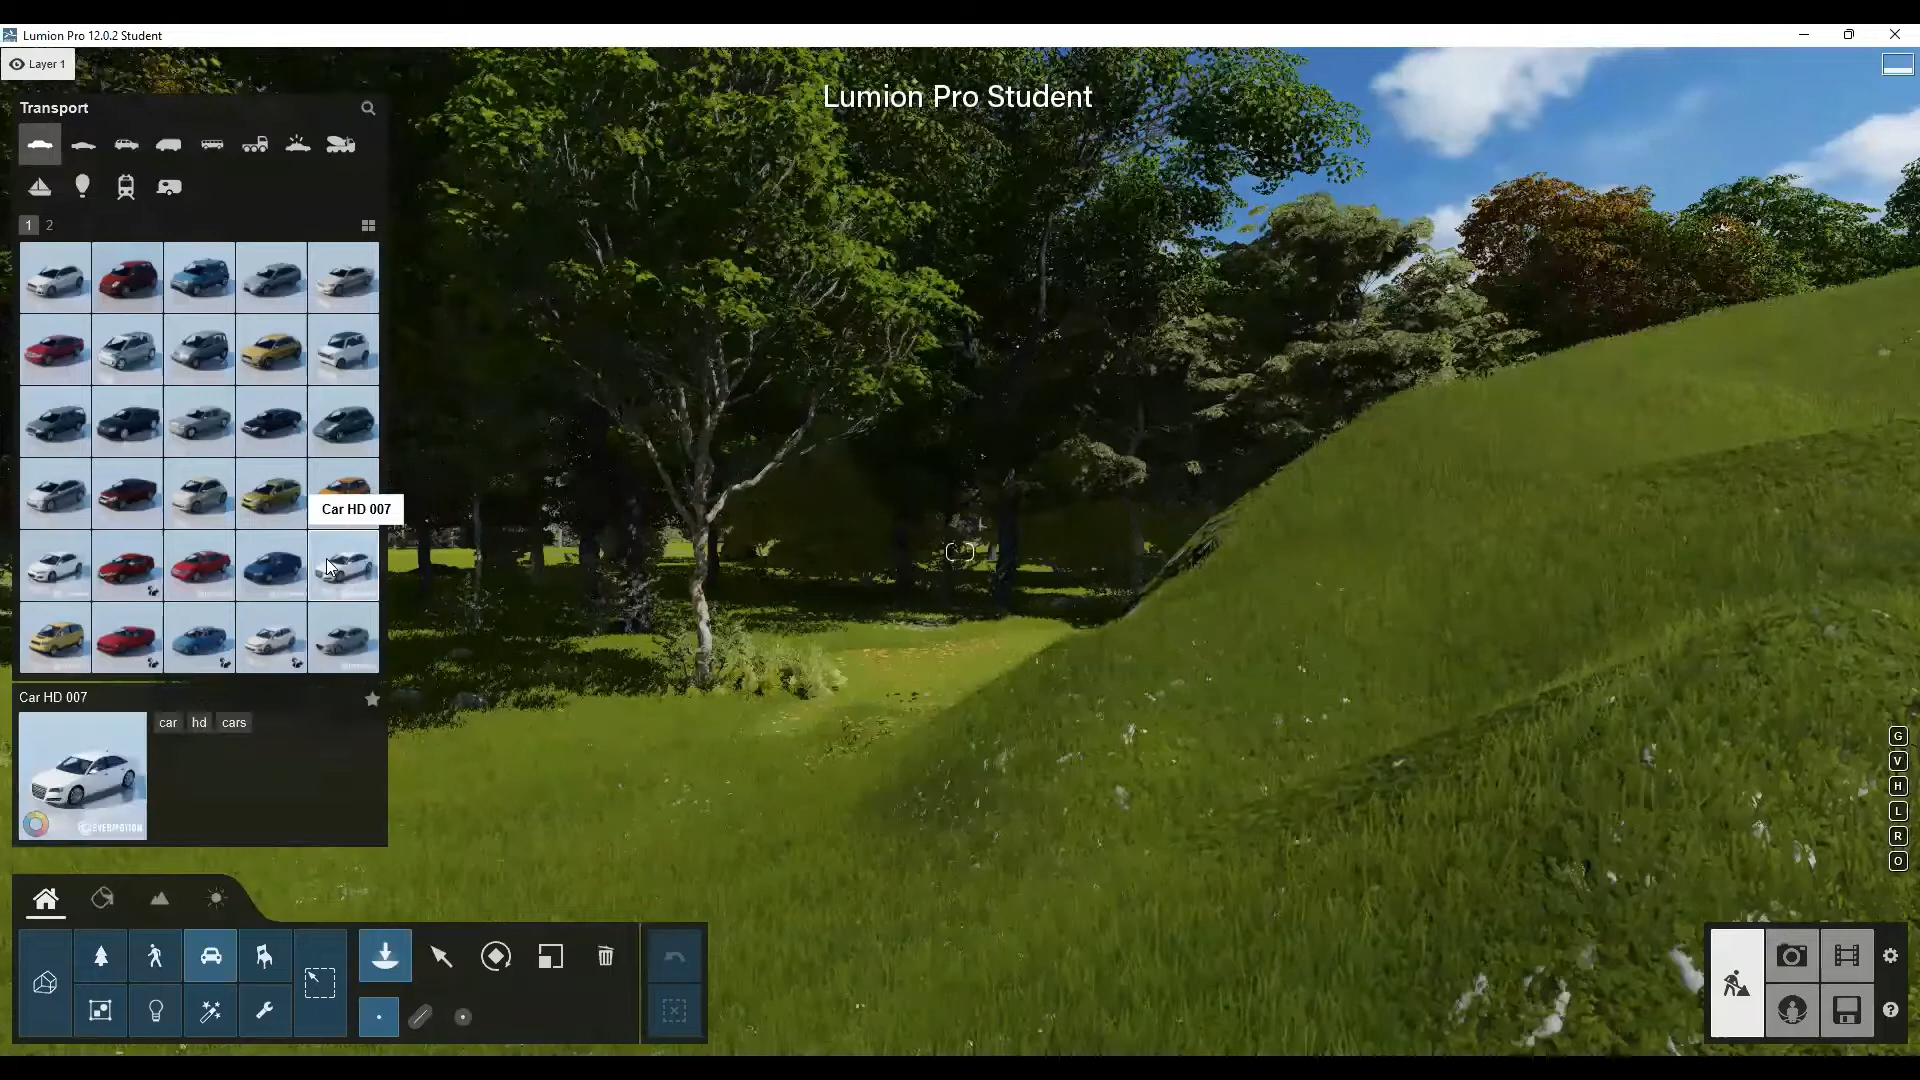 Lumion Pro 12.0.2 Student
Layer 1
Transport
Lumion Pro Student
1 2
Car HD 007
Car HD 007
car hd cars
EVERMOTION
G
V
H
L
R
O